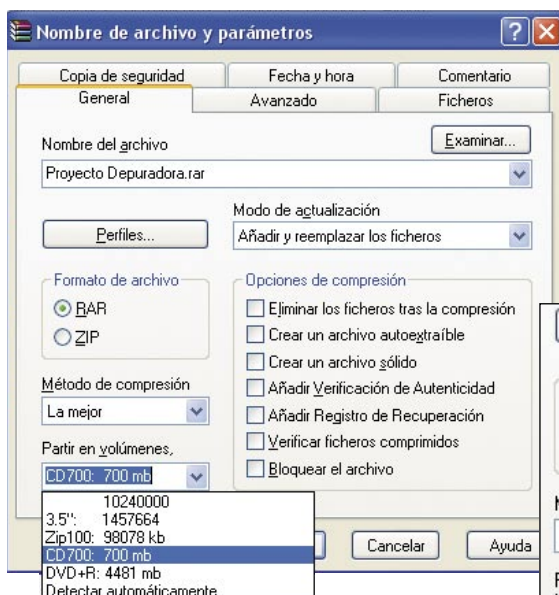 Nombre de archivo y parámetros
Copia de seguridad
Fecha y hora
Comentario
General
Avanzado
Ficheros
Nombre del archivo
Examinar...
Proyecto Depuradora.rar
Modo de actualización
Perfiles...
Añadir y reemplazar los ficheros
Formato de archivo
RAR
ZIP
Opciones de compresión
Eliminar los ficheros tras la compresión
Crear un archivo autoextraíble
Crear un archivo sólido
Añadir Verificación de Autenticidad
Añadir Registro de Recuperación
Verificar ficheros comprimidos
Bloquear el archivo
Método de compresión
La mejor
Partir en volúmenes,
CD700: 700 mb
10240000
3.5": 1457664
Zip100: 98078 kb
CD700: 700 mb
DVD+R: 4481 mb
Detectar automáticamente
Cancelar
Ayuda